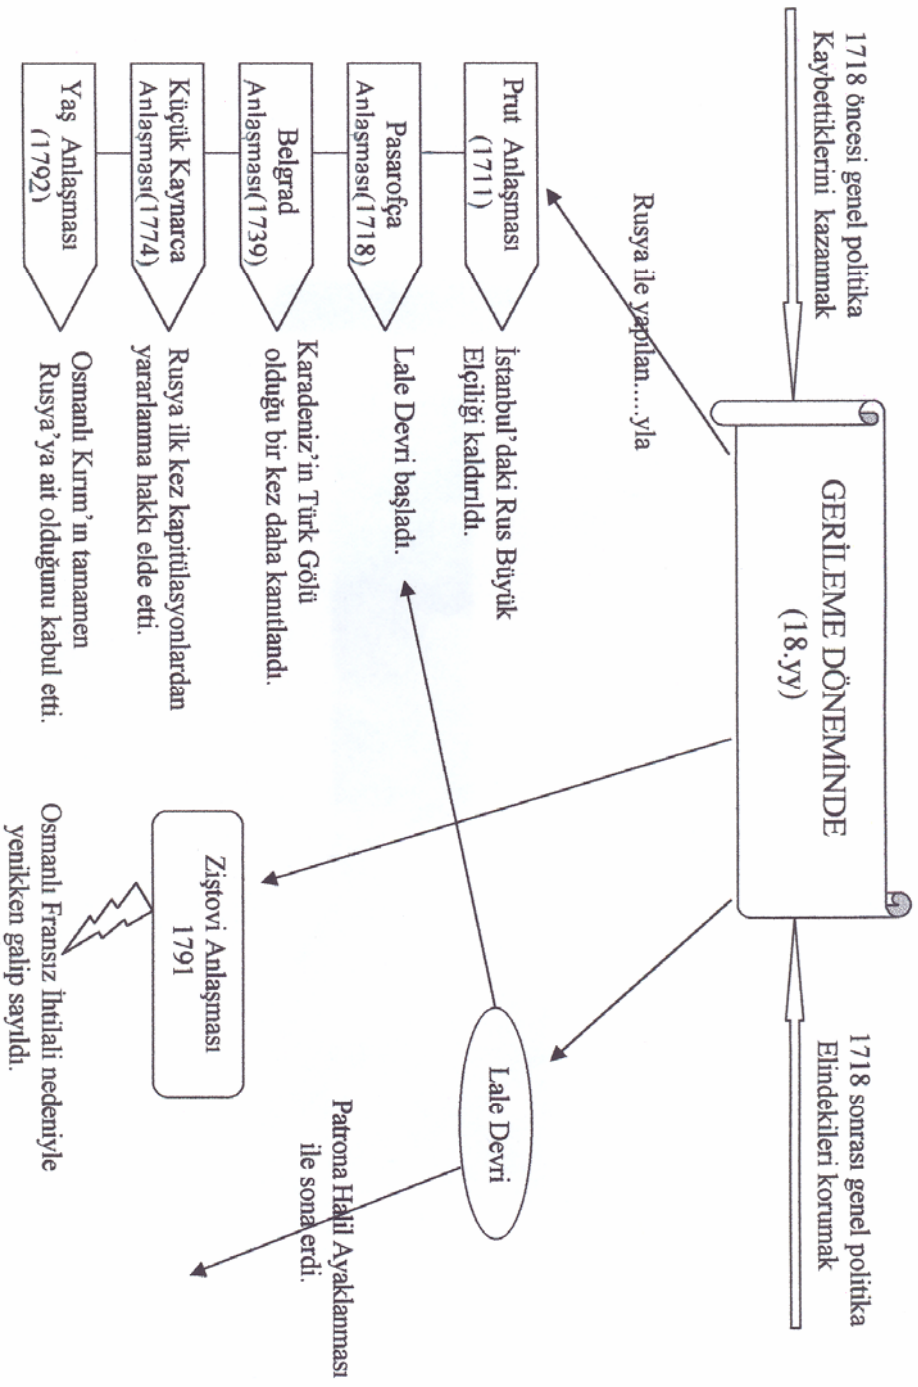 1718 öncesi genel politika
Kaybettiklerini kazanmak
GERİLEME DÖNEMİNDE
(18.yy)
1718 sonrası genel politika
Elindekileri korumak
Rusya ile yapılan.....yla
Prut Anlaşması
(1711)
İstanbul'daki Rus Büyük
Elçiliği kaldırıldı.
Pasarofça
Anlaşması(1718)
Lale Devri başladı.
Belgrad
Anlaşması(1739)
Karadeniz'in Türk Gölü
olduğu bir kez daha kanıtlandı.
Küçük Kaynarca
Anlaşması(1774)
Rusya ilk kez kapitülasyonlardan
yararlanma hakkı elde etti.
Yaş Anlaşması
(1792)
Osmanlı Kırım'ın tamamen
Rusya'ya ait olduğunu kabul etti.
Lale Devri
Patrona Halil Ayaklanması
ile sona erdi.
Ziştovi Anlaşması
1791
Osmanlı Fransız İhtilali nedeniyle
yenikken galip sayıldı.